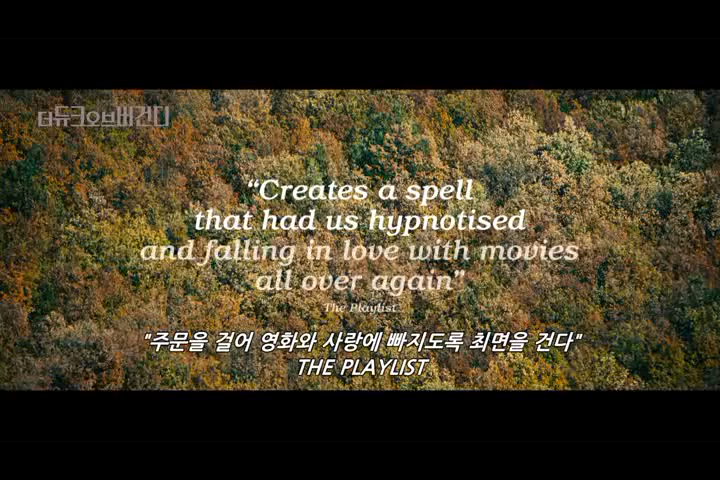 더듀크오브버건디
“Creates a spell
that had us hypnotised
and falling in love with movies
all over again”
The Playlist
"주문을 걸어 영화와 사랑에 빠지도록 최면을 건다"
THE PLAYLIST